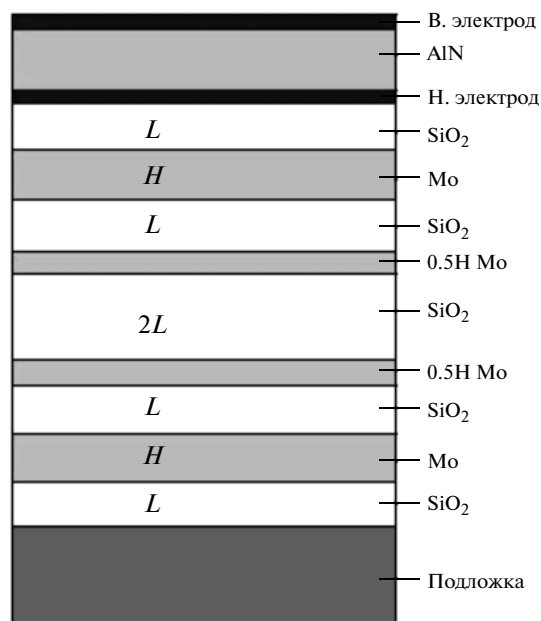 В. электрод
AlN
Н. электрод
L
SiO₂
H
Mo
L
SiO₂
0.5H Mo
2L
SiO₂
0.5H Mo
L
SiO₂
H
Mo
L
SiO₂
Подложка